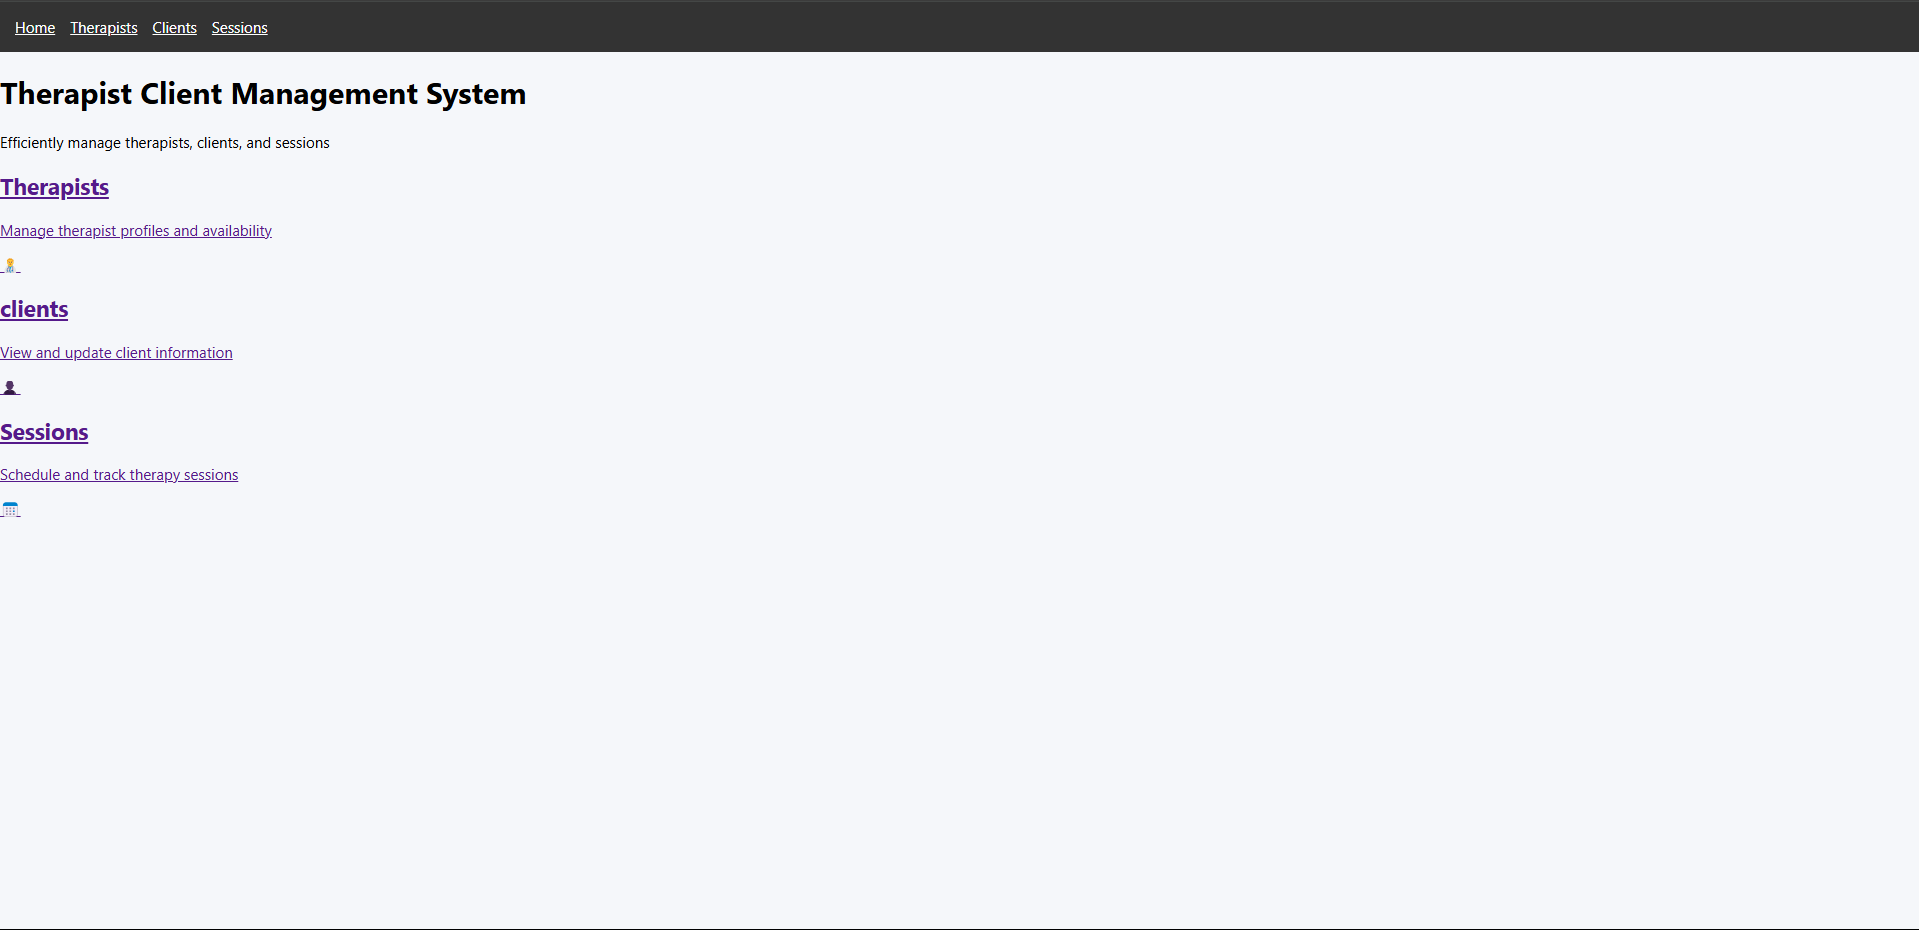 Home Therapists Clients Sessions
Therapist Client Management System
Efficiently manage therapists, clients, and sessions
Therapists
Manage therapist profiles and availability
clients
View and update client information
Sessions
Schedule and track therapy sessions